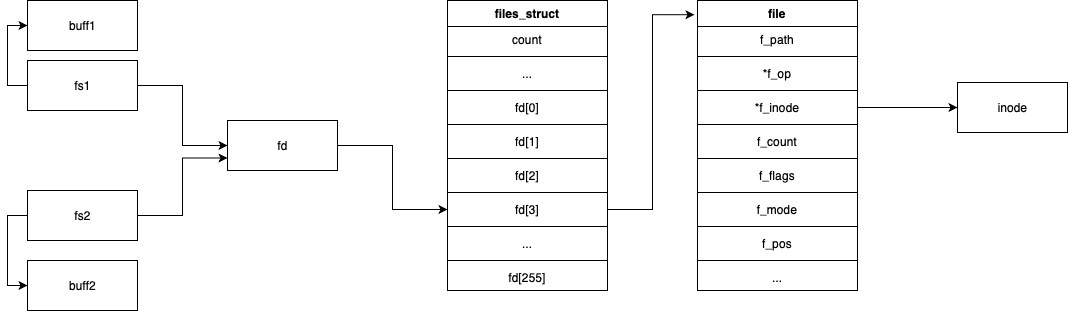 buff1
fs1
fs2
buff2
fd
files_struct
count
...
fd[0]
fd[1]
fd[2]
fd[3]
...
fd[255]
file
f_path
*f_op
*f_inode
f_count
f_flags
f_mode
f_pos
...
inode